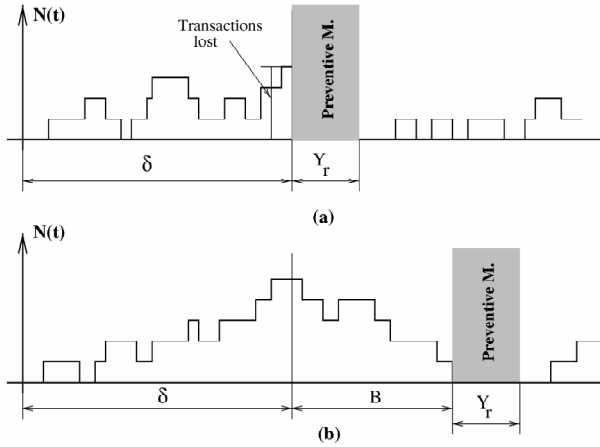 N(t)
Transactions
lost
Preventive M.
δ
Y_r
(a)
N(t)
Preventive M.
δ
B
Y_r
(b)